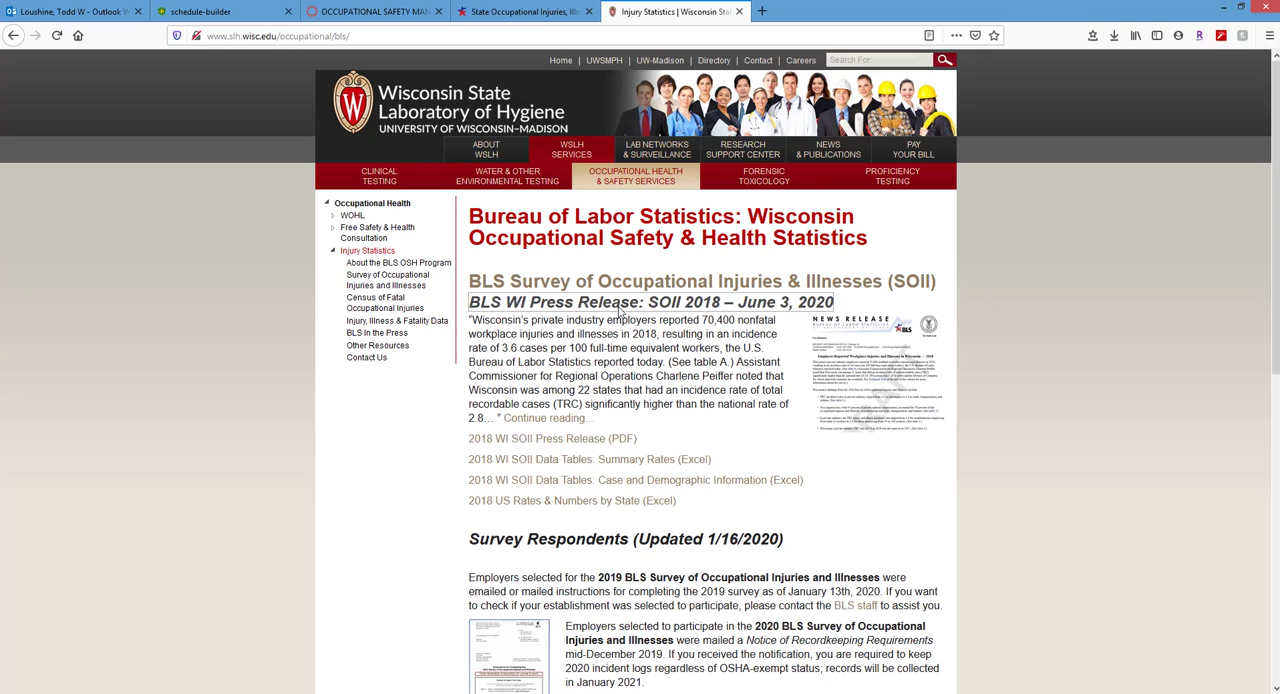 Loushine, Todd W - Outlook W
schedule-builder
OCCUPATIONAL SAFETY MAN
State Occupational Injuries, Illn
Injury Statistics | Wisconsin Sta
www.slh.wisc.edu/occupational/bls/
Home | UWSMPH | UW-Madison | Directory | Contact | Careers
Search For:
Wisconsin State
Laboratory of Hygiene
UNIVERSITY OF WISCONSIN-MADISON
ABOUT
WSLH
WSLH
SERVICES
LAB NETWORKS
& SURVEILLANCE
RESEARCH
SUPPORT CENTER
NEWS
& PUBLICATIONS
PAY
YOUR BILL
CLINICAL
TESTING
WATER & OTHER
ENVIRONMENTAL TESTING
OCCUPATIONAL HEALTH
& SAFETY SERVICES
FORENSIC
TOXICOLOGY
PROFICIENCY
TESTING
Occupational Health
WOHL
Free Safety & Health
Consultation
Injury Statistics
About the BLS OSH Program
Survey of Occupational
Injuries and Illnesses
Census of Fatal
Occupational Injuries
Injury, Illness & Fatality Data
BLS In the Press
Other Resources
Contact Us
Bureau of Labor Statistics: Wisconsin
Occupational Safety & Health Statistics
BLS Survey of Occupational Injuries & Illnesses (SOII)
BLS WI Press Release: SOII 2018 – June 3, 2020
"Wisconsin's private industry employers reported 70,400 nonfatal
workplace injuries and illnesses in 2018, resulting in an incidence
rate of 3.6 cases per 100 full-time equivalent workers, the U.S.
Bureau of Labor Statistics reported today. (See table A.) Assistant
Commissioner for Regional Operations Charlene Peiffer noted that
Wisconsin was among 22 states that had an incidence rate of total
recordable cases (TRC) significantly higher than the national rate of
2.8… " Continue reading…
NEWS RELEASE
BUREAU OF LABOR STATISTICS
BLS
Employer-Reported Workplace Injuries and Illnesses in Wisconsin — 2018
2018 WI SOII Press Release (PDF)
2018 WI SOII Data Tables: Summary Rates (Excel)
2018 WI SOII Data Tables: Case and Demographic Information (Excel)
2018 US Rates & Numbers by State (Excel)
Survey Respondents (Updated 1/16/2020)
Employers selected for the 2019 BLS Survey of Occupational Injuries and Illnesses were
emailed or mailed instructions for completing the 2019 survey as of January 13th, 2020. If you want
to check if your establishment was selected to participate, please contact the BLS staff to assist you.
Employers selected to participate in the 2020 BLS Survey of Occupational
Injuries and Illnesses were mailed a Notice of Recordkeeping Requirements
mid-December 2019. If you received the notification, you are required to keep
2020 incident logs regardless of OSHA-exempt status; records will be collected
in January 2021.